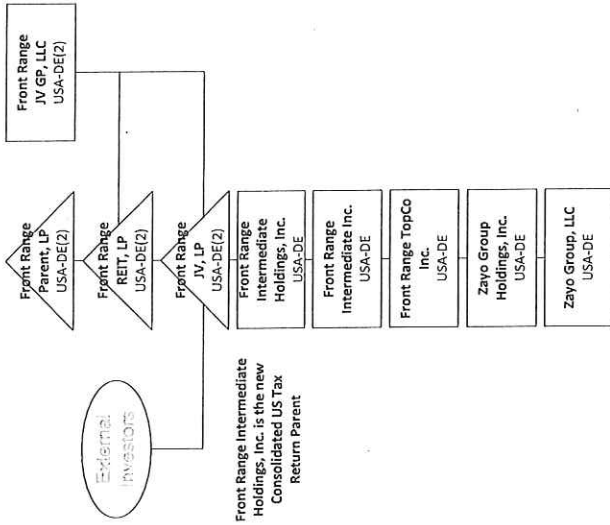 Front Range
Parent, LP
USA-DE(2)
Front Range
JV GP, LLC
USA-DE(2)
Front Range
REIT, LP
USA-DE(2)
External
Investors
Front Range
JV, LP
USA-DE(2)
Front Range Intermediate
Holdings, Inc. is the new
Consolidated US Tax
Return Parent
Front Range
Intermediate
Holdings, Inc.
USA-DE
Front Range
Intermediate Inc.
USA-DE
Front Range TopCo
Inc.
USA-DE
Zayo Group
Holdings, Inc.
USA-DE
Zayo Group, LLC
USA-DE